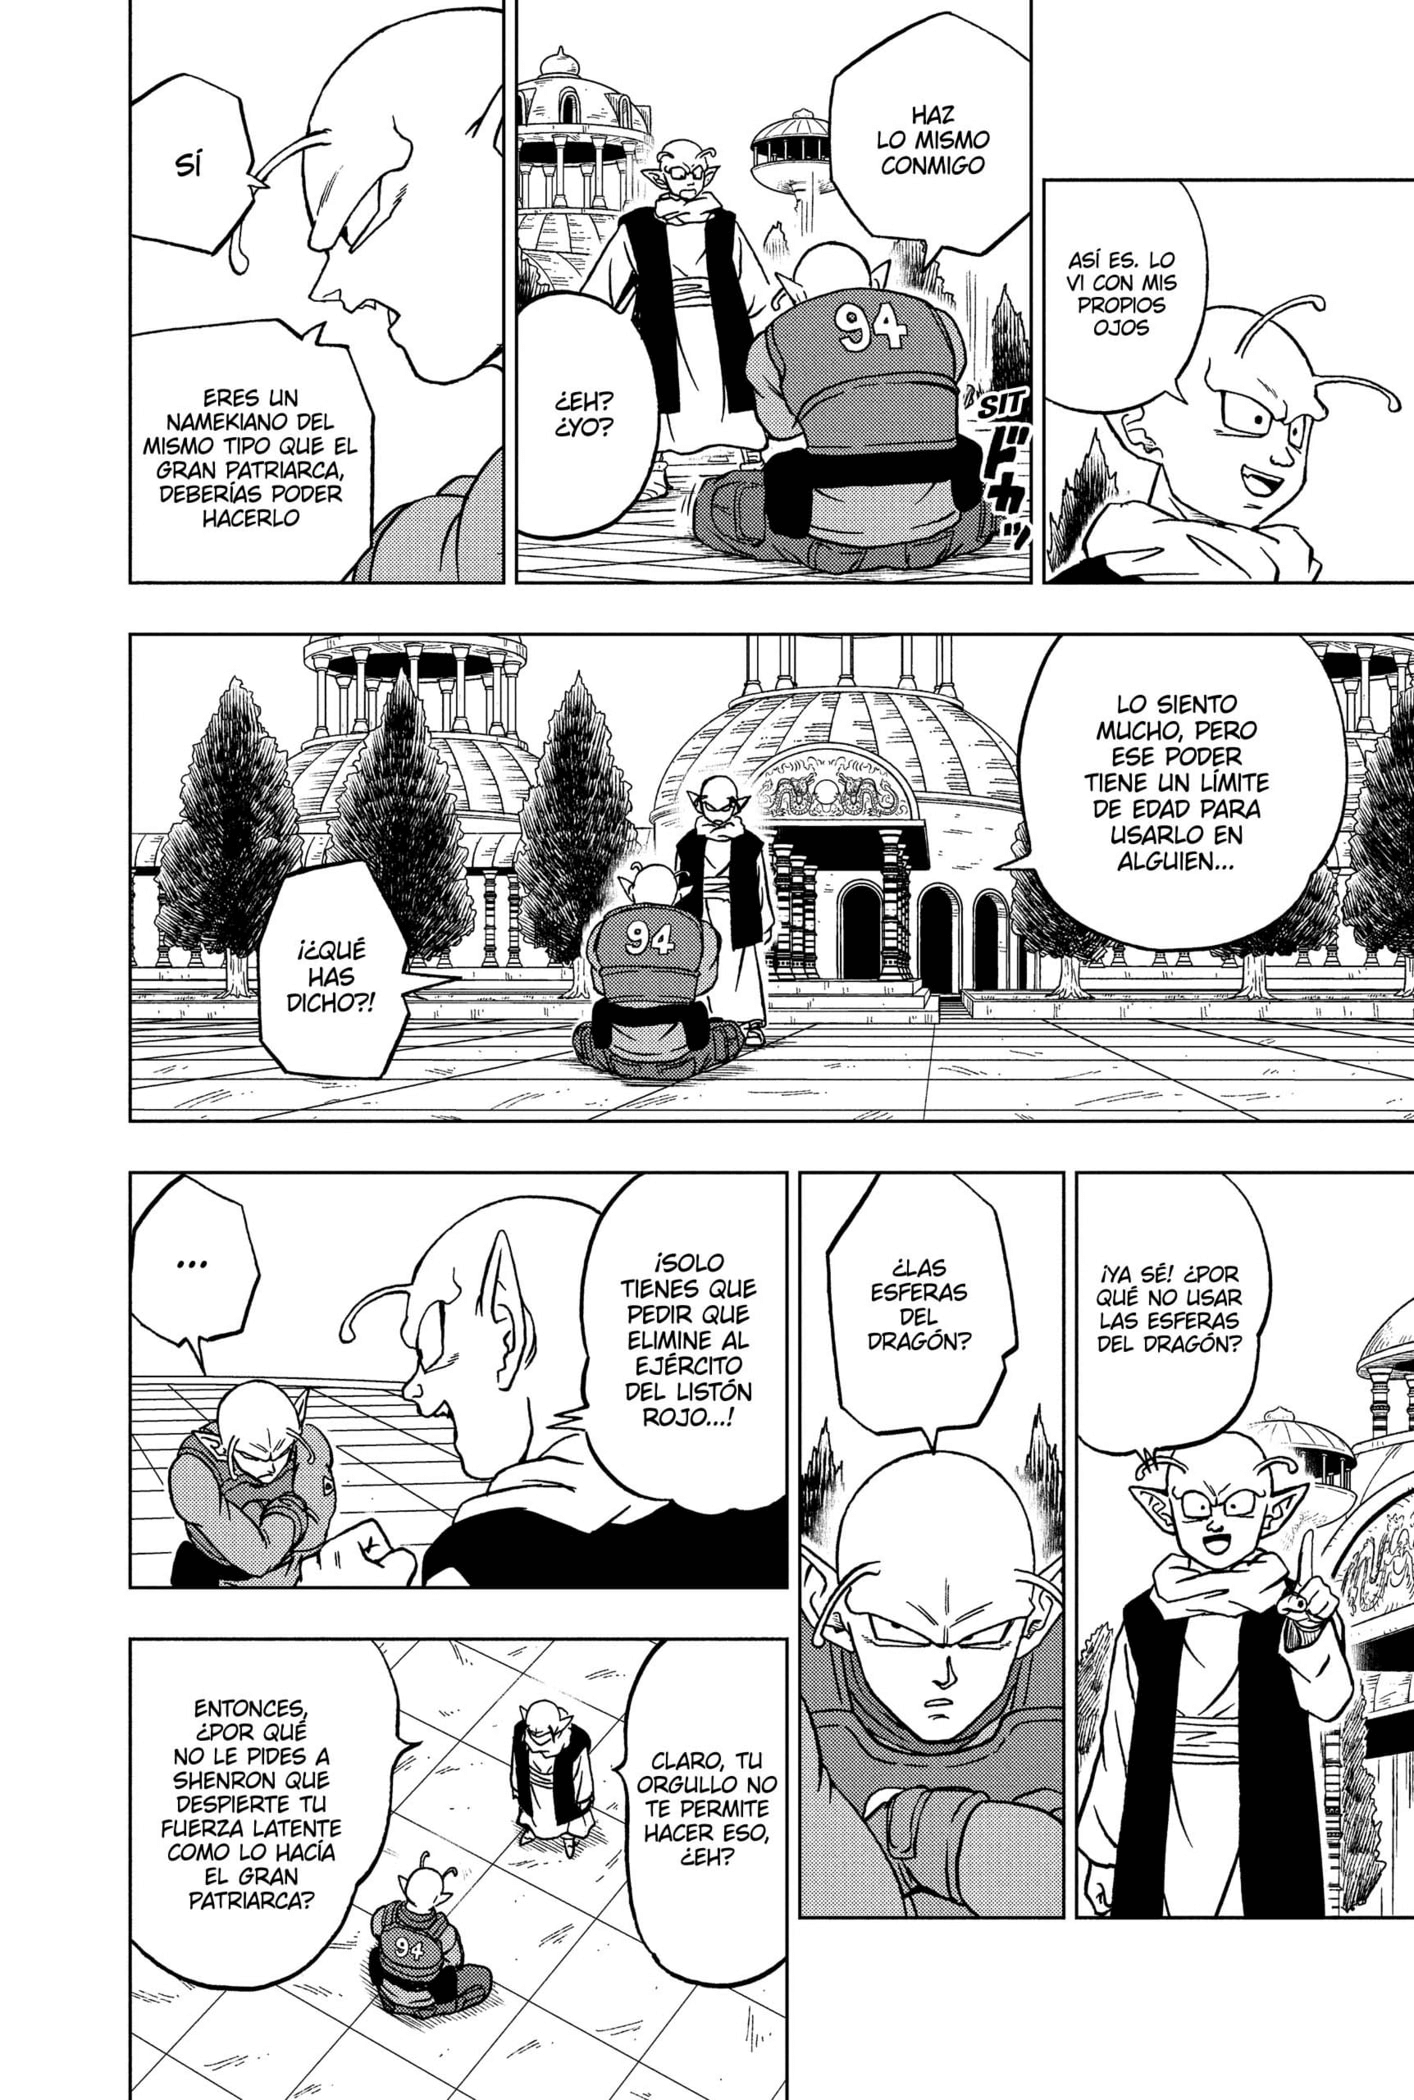 ASÍ ES. LO
VI CON MIS
PROPIOS
OJOS
HAZ
LO MISMO
CONMIGO
94
¿EH?
¿YO?
SIT
ドカッ
SÍ
ERES UN
NAMEKIANO DEL
MISMO TIPO QUE EL
GRAN PATRIARCA,
DEBERÍAS PODER
HACERLO
LO SIENTO
MUCHO, PERO
ESE PODER
TIENE UN LÍMITE
DE EDAD PARA
USARLO EN
ALGUIEN...
94
¡¿QUÉ
HAS
DICHO?!
¡YA SÉ! ¿POR
QUÉ NO USAR
LAS ESFERAS
DEL DRAGÓN?
¿LAS
ESFERAS
DEL
DRAGÓN?
¡SOLO
TIENES QUE
PEDIR QUE
ELIMINE AL
EJÉRCITO
DEL LISTÓN
ROJO...!
...
CLARO, TU
ORGULLO NO
TE PERMITE
HACER ESO,
¿EH?
94
ENTONCES,
¿POR QUÉ
NO LE PIDES A
SHENRON QUE
DESPIERTE TU
FUERZA LATENTE
COMO LO HACÍA
EL GRAN
PATRIARCA?